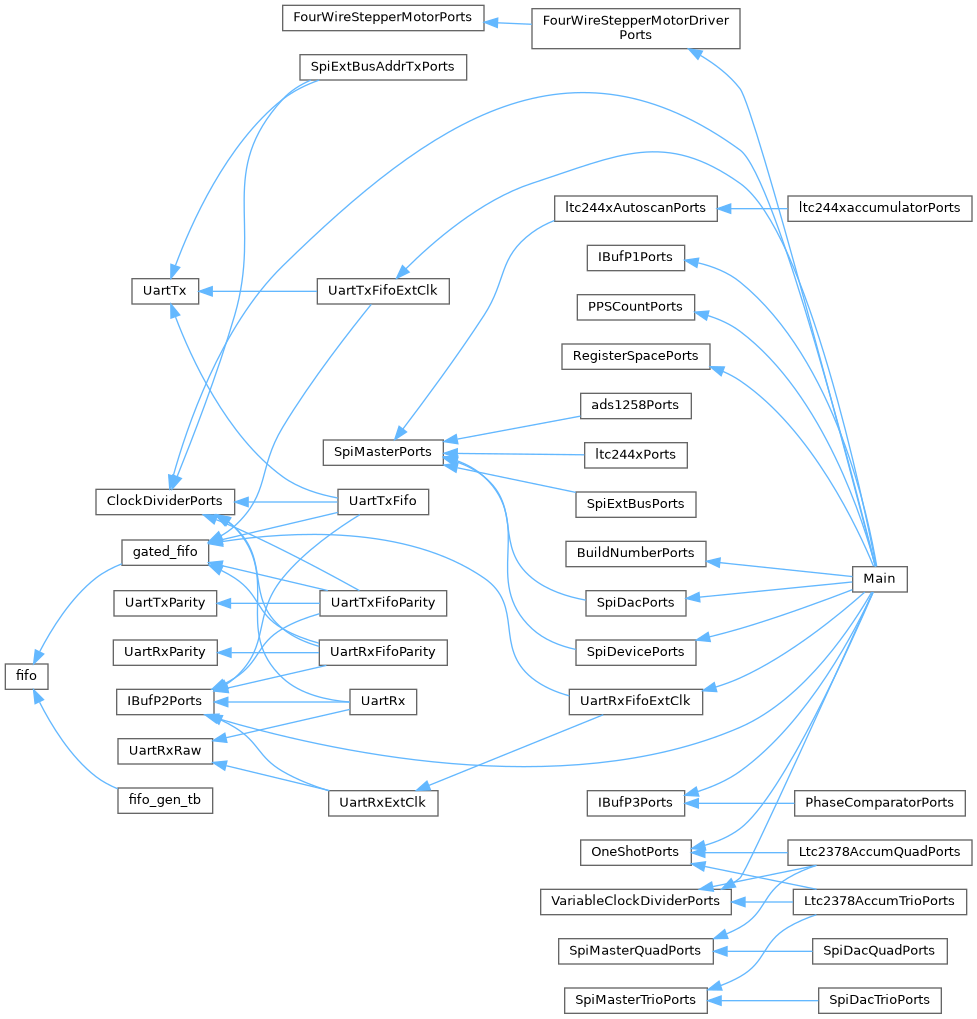 FourWireStepperMotorPorts
FourWireStepperMotorDriver
Ports
SpiExtBusAddrTxPorts
ltc244xAutoscanPorts
ltc244xaccumulatorPorts
IBufP1Ports
UartTx
UartTxFifoExtClk
PPSCountPorts
RegisterSpacePorts
ads1258Ports
SpiMasterPorts
ltc244xPorts
ClockDividerPorts
UartTxFifo
SpiExtBusPorts
gated_fifo
BuildNumberPorts
Main
UartTxParity
UartTxFifoParity
SpiDacPorts
UartRxParity
UartRxFifoParity
SpiDevicePorts
fifo
IBufP2Ports
UartRx
UartRxFifoExtClk
UartRxRaw
fifo_gen_tb
UartRxExtClk
IBufP3Ports
PhaseComparatorPorts
OneShotPorts
Ltc2378AccumQuadPorts
VariableClockDividerPorts
Ltc2378AccumTrioPorts
SpiMasterQuadPorts
SpiDacQuadPorts
SpiMasterTrioPorts
SpiDacTrioPorts